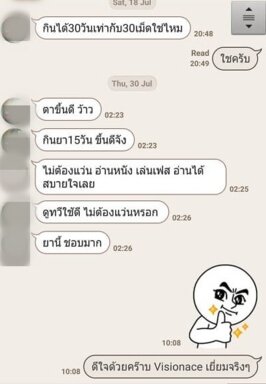 Sat, 18 Jul
กินได้30วันเท่ากับ30เม็ดใช่ไหม
20:48
Read
20:49
ใช่ครับ
Thu, 30 Jul
ตาขึ้นดี ว้าว
02:23
กินยา15วัน ขึ้นดีจัง
02:23
ไม่ต้องแว่น อ่านหนัง เล่นเฟส อ่านได้
สบายใจเลย
02:25
ดูทวีใช้ดี ไม่ต้องแว่นหรอก
02:26
ยานี้ ชอบมาก
02:26
10:08
10:08
ดีใจด้วยคร๊าบ Visionace เยี่ยมจริงๆ